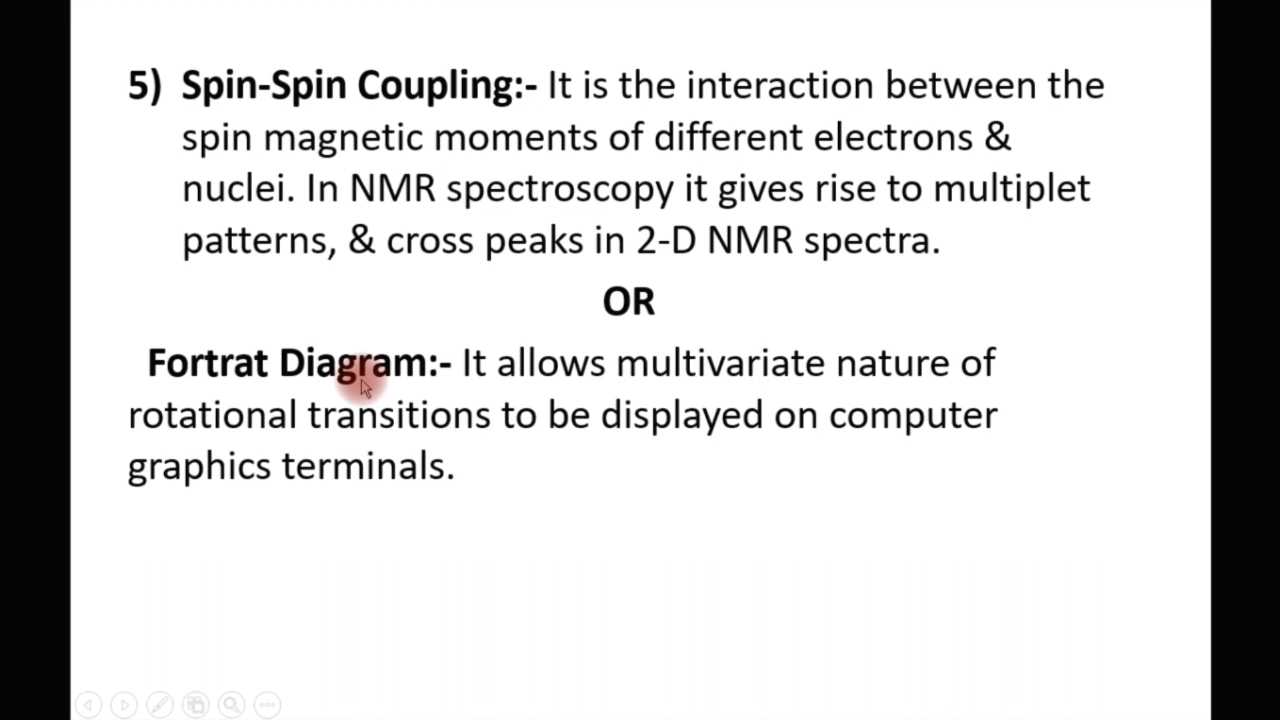 5) Spin-Spin Coupling:- It is the interaction between the
spin magnetic moments of different electrons &
nuclei. In NMR spectroscopy it gives rise to multiplet
patterns, & cross peaks in 2-D NMR spectra.
OR
Fortrat Diagram:- It allows multivariate nature of
rotational transitions to be displayed on computer
graphics terminals.